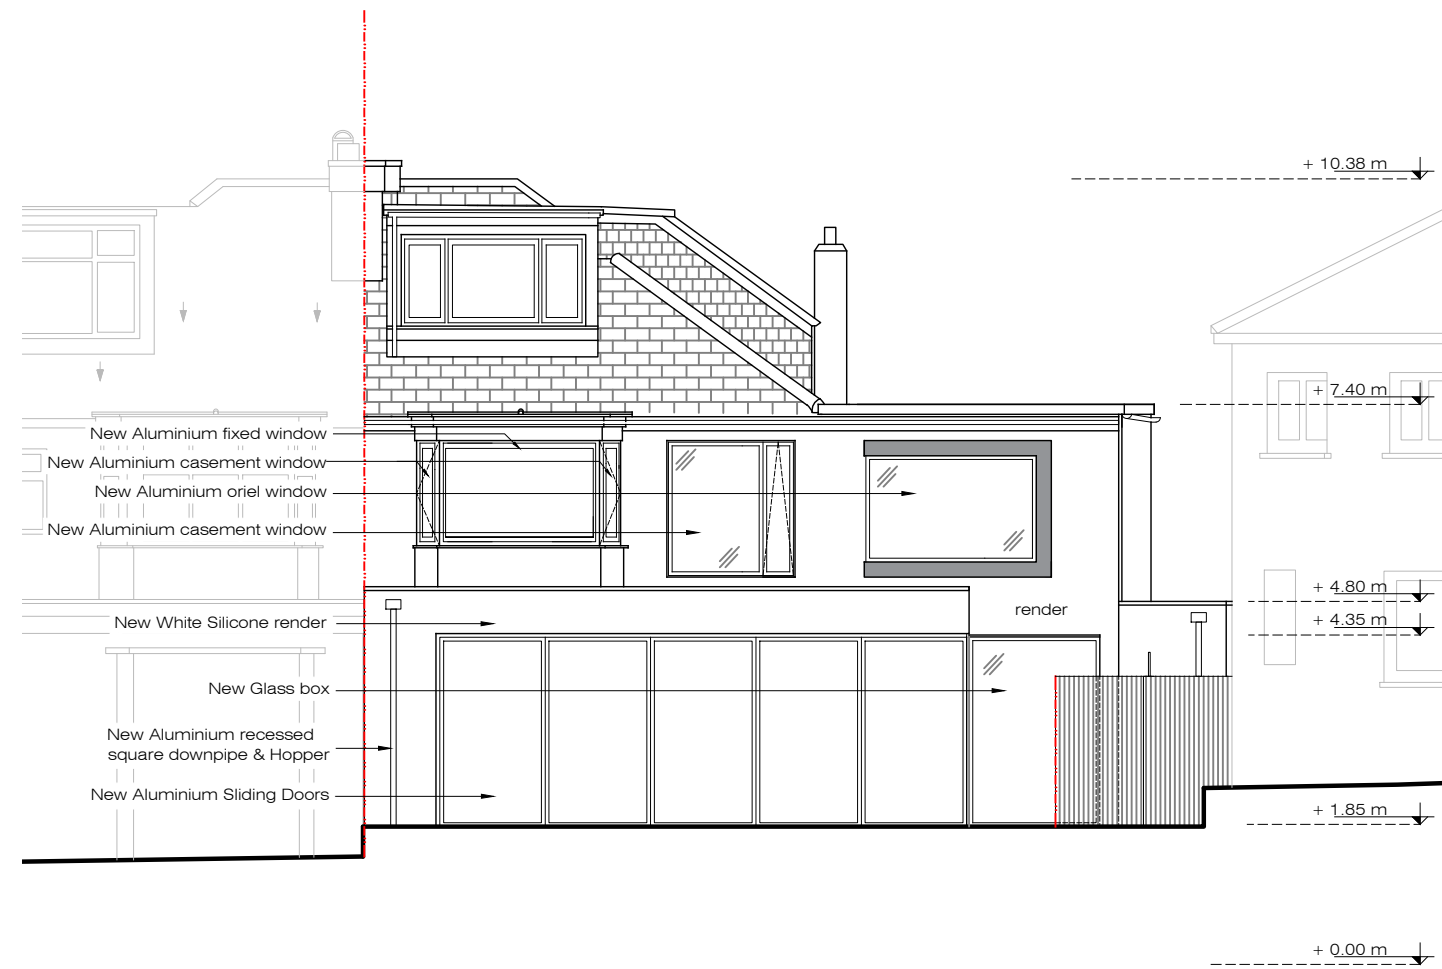 + 10.38 m
+ 7.40 m
New Aluminium fixed window
New Aluminium casement window
New Aluminium oriel window
New Aluminium casement window
+ 4.80 m
render
+ 4.35 m
New White Silicone render
New Glass box
New Aluminium recessed
square downpipe & Hopper
New Aluminium Sliding Doors
+ 1.85 m
+ 0.00 m